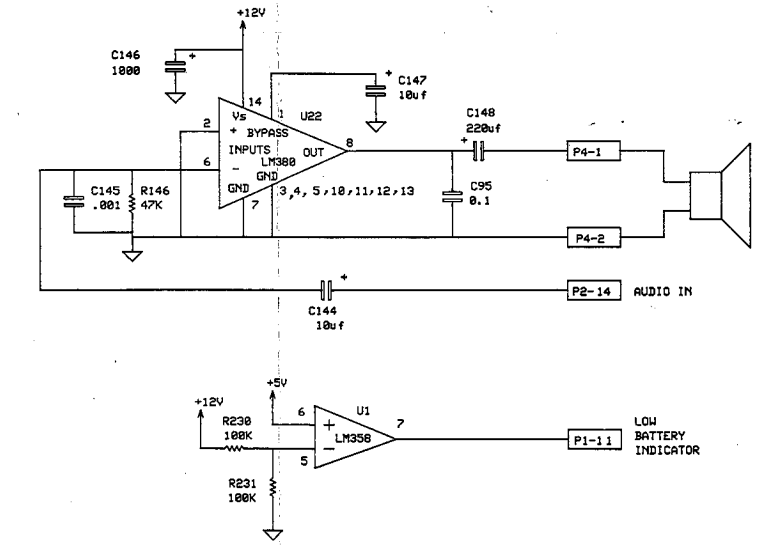 +12V
C146
1000
+
14
1
+
C147
10uf
U22
Vs
2
+ BYPASS
INPUTS
OUT
8
C148
220uf
+
P4-1
6
-
LM380
GND
GND
7
3,4, 5,10,11,12,13
C145
.001
R146
47K
C95
0.1
P4-2
+
C144
10uf
P2-14
AUDIO IN
+5V
+12V
6
U1
7
R230
100K
+
LM358
-
5
P1-11
LOW
BATTERY
INDICATOR
R231
100K